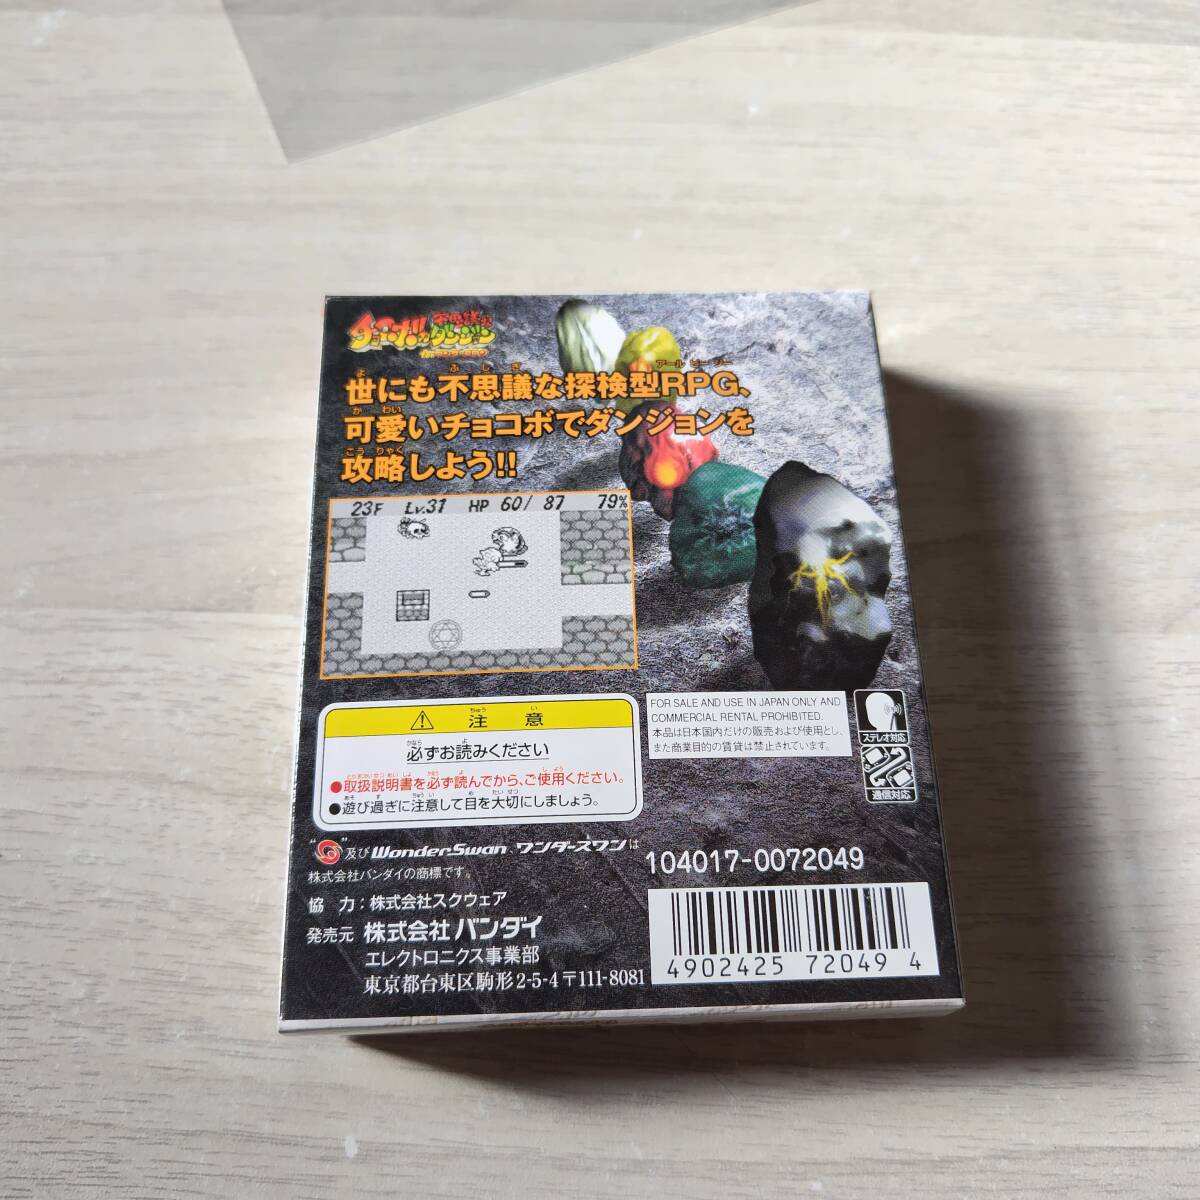 チョコボの不思議のダンジョン
世にも不思議な探検型RPG、
可愛いチョコボでダンジョンを
攻略しよう!!
23F Lv.31 HP 60/ 87 79%
⚠ 注意
必ずお読みください
●取扱説明書を必ず読んでから、ご使用ください。
●遊び過ぎに注意して目を大切にしましょう。
FOR SALE AND USE IN JAPAN ONLY AND
COMMERCIAL RENTAL PROHIBITED.
本品は日本国内だけの販売および使用とし、
また商業目的の賃貸は禁止されています。
ステレオ対応
通信対応
“ ”及びWonderSwan ワンダースワンは
株式会社バンダイの商標です。
協 力:株式会社スクウェア
発売元 株式会社バンダイ
エレクトロニクス事業部
東京都台東区駒形2-5-4〒111-8081
104017-0072049
4902425 72049 4